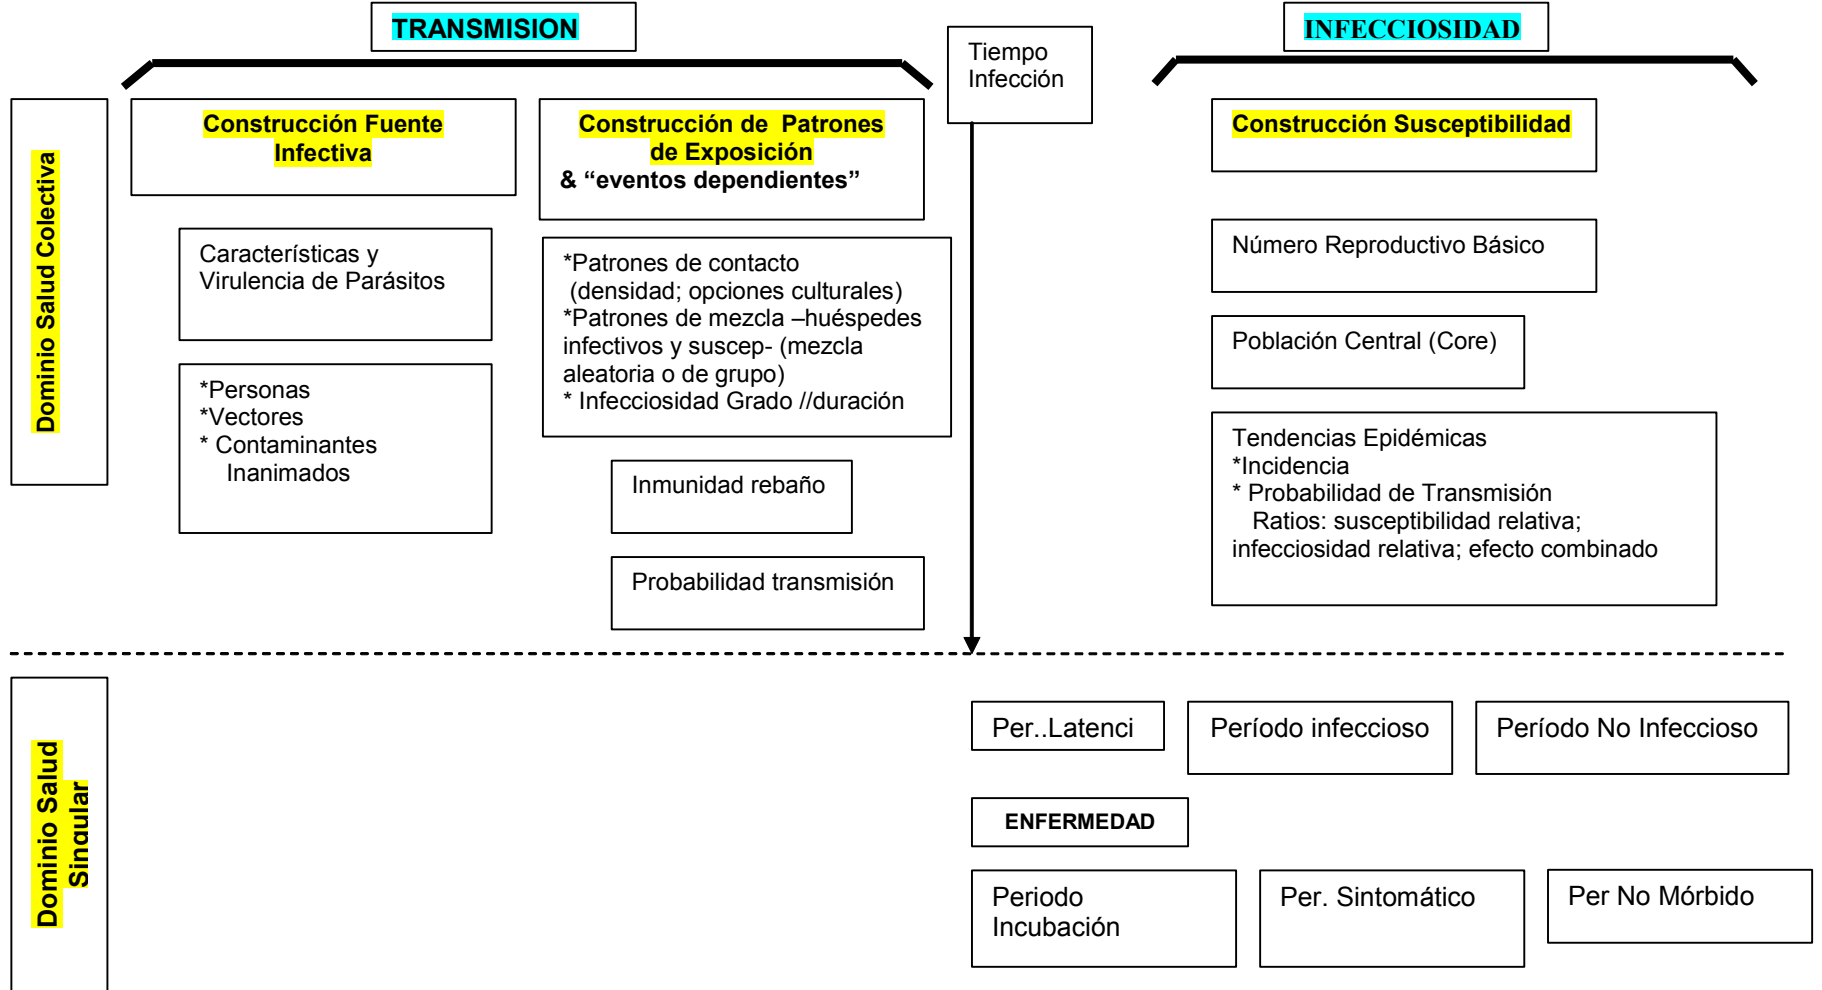 TRANSMISION
INFECCIOSIDAD
Tiempo
Infección
Dominio Salud Colectiva
Construcción Fuente
Infectiva
Construcción de Patrones
de Exposición
& “eventos dependientes”
Construcción Susceptibilidad
Características y
Virulencia de Parásitos
*Personas
*Vectores
* Contaminantes
Inanimados
*Patrones de contacto
(densidad; opciones culturales)
*Patrones de mezcla –huéspedes
infectivos y suscep- (mezcla
aleatoria o de grupo)
* Infecciosidad Grado //duración
Inmunidad rebaño
Probabilidad transmisión
Número Reproductivo Básico
Población Central (Core)
Tendencias Epidémicas
*Incidencia
* Probabilidad de Transmisión
Ratios: susceptibilidad relativa;
infecciosidad relativa; efecto combinado
Dominio Salud
Singular
Per..Latenci
Período infeccioso
Período No Infeccioso
ENFERMEDAD
Periodo
Incubación
Per. Sintomático
Per No Mórbido